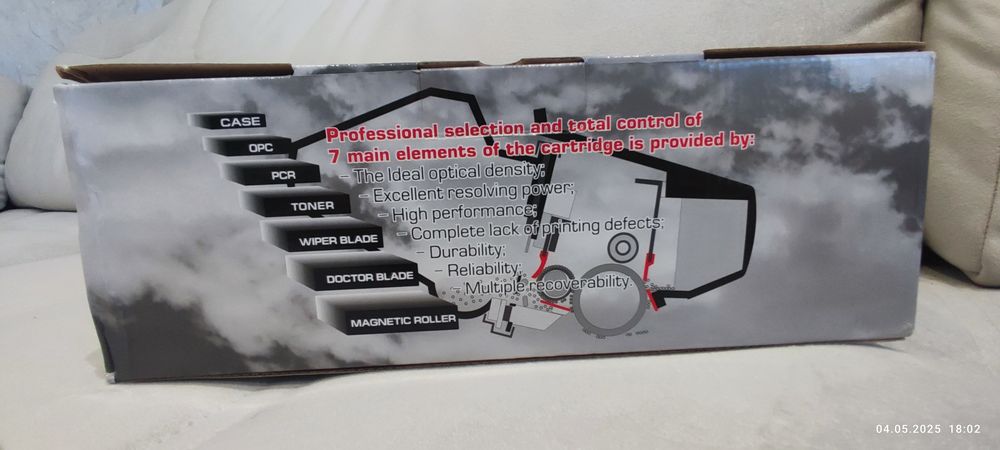 CASE
OPC
PCR
TONER
WIPER BLADE
DOCTOR BLADE
MAGNETIC ROLLER
Professional selection and total control of
7 main elements of the cartridge is provided by:
– The Ideal optical density;
– Excellent resolving power;
– High performance;
– Complete lack of printing defects;
– Durability;
– Reliability;
– Multiple recoverability.
04.05.2025 18:02